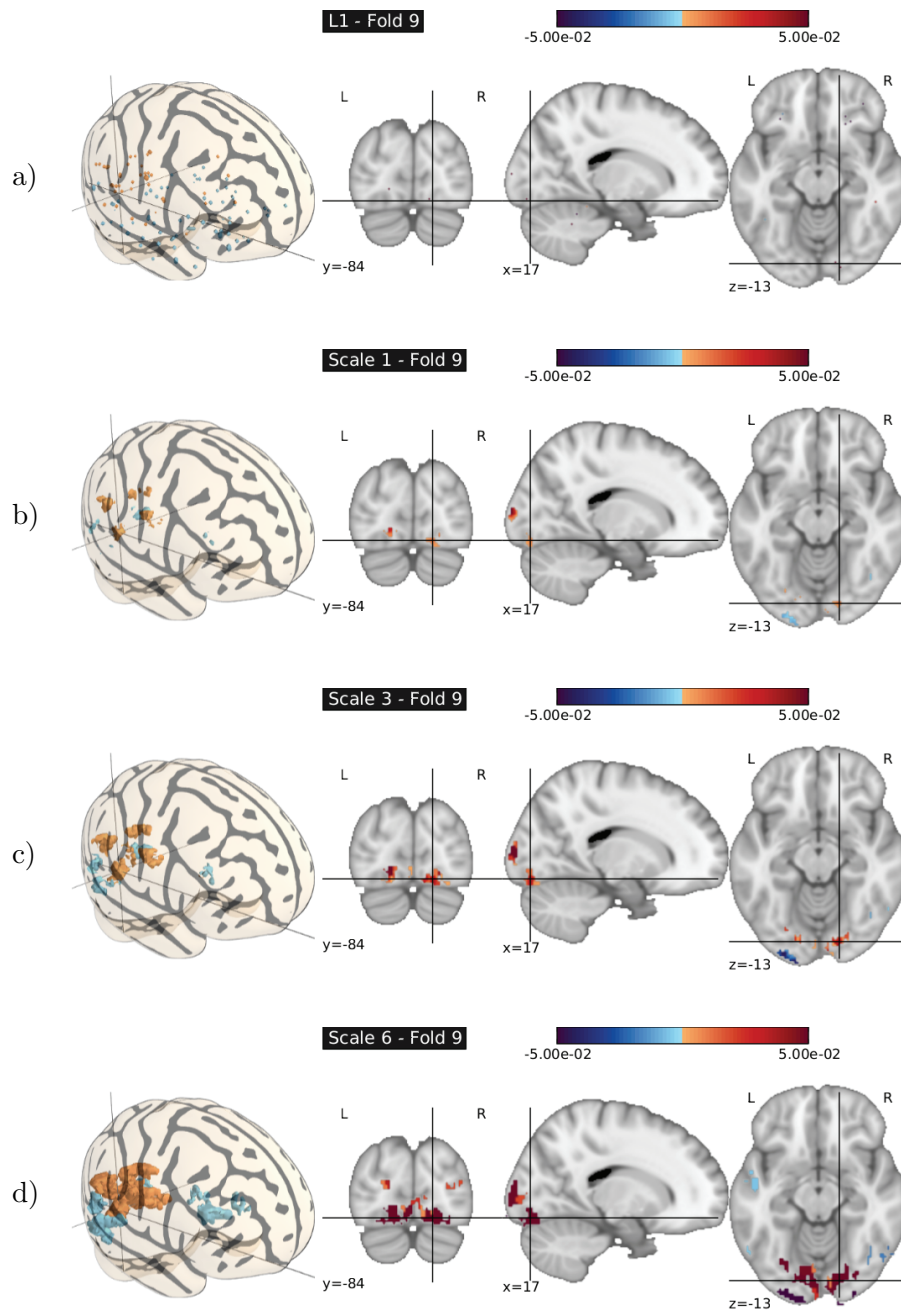 L1 - Fold 9
-5.00e-02 5.00e-02
a)
L R
y=-84
x=17
L R
z=-13
Scale 1 - Fold 9
-5.00e-02 5.00e-02
b)
L R
y=-84
x=17
L R
z=-13
Scale 3 - Fold 9
-5.00e-02 5.00e-02
c)
L R
y=-84
x=17
L R
z=-13
Scale 6 - Fold 9
-5.00e-02 5.00e-02
d)
L R
y=-84
x=17
L R
z=-13